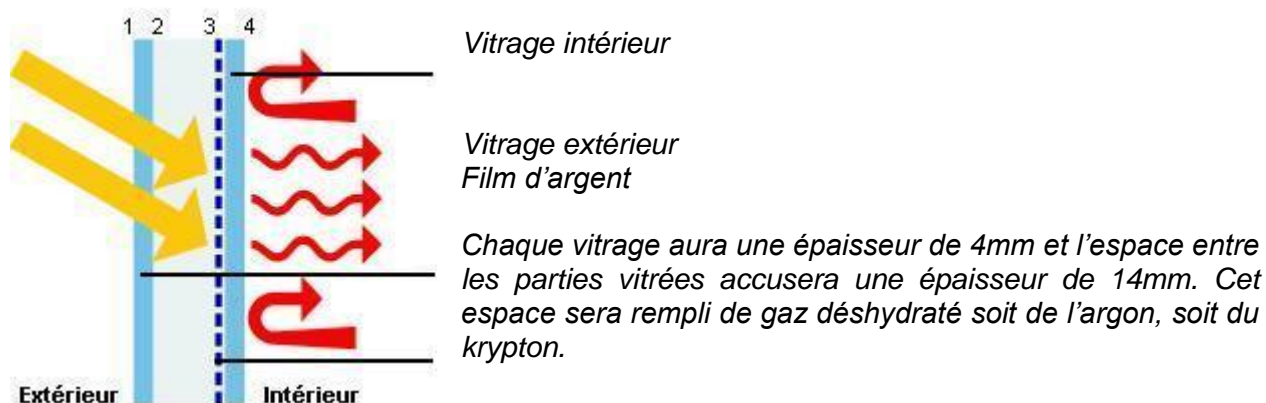 1 2 3 4
Vitrage intérieur
Vitrage extérieur
Film d'argent
Chaque vitrage aura une épaisseur de 4mm et l'espace entre
les parties vitrées accusera une épaisseur de 14mm. Cet
espace sera rempli de gaz déshydraté soit de l'argon, soit du
krypton.
Extérieur Intérieur